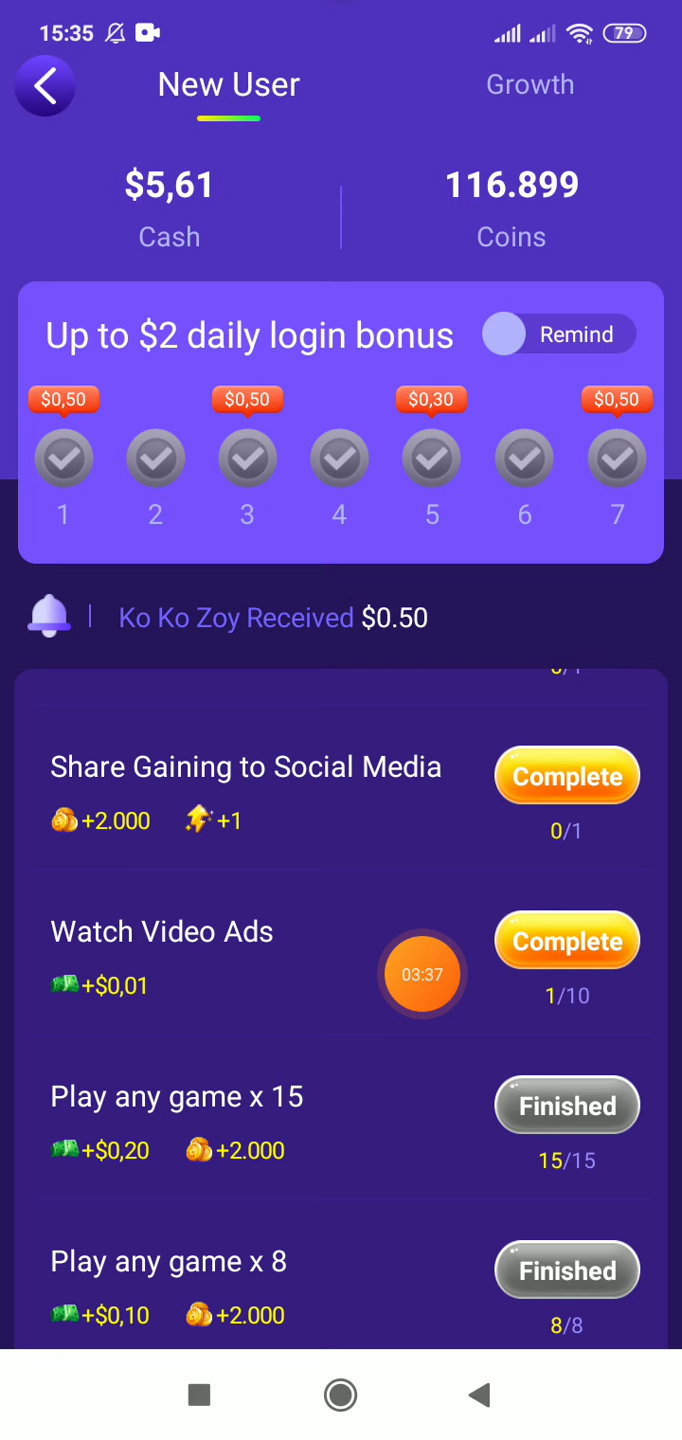 15:35 79
New User Growth
$5,61 116.899
Cash Coins
Up to $2 daily login bonus Remind
$0,50 $0,50 $0,30 $0,50
1 2 3 4 5 6 7
Ko Ko Zoy Received $0.50
Share Gaining to Social Media Complete
+2.000 +1 0/1
Watch Video Ads Complete
03:37
+$0,01 1/10
Play any game x 15 Finished
+$0,20 +2.000 15/15
Play any game x 8 Finished
+$0,10 +2.000 8/8